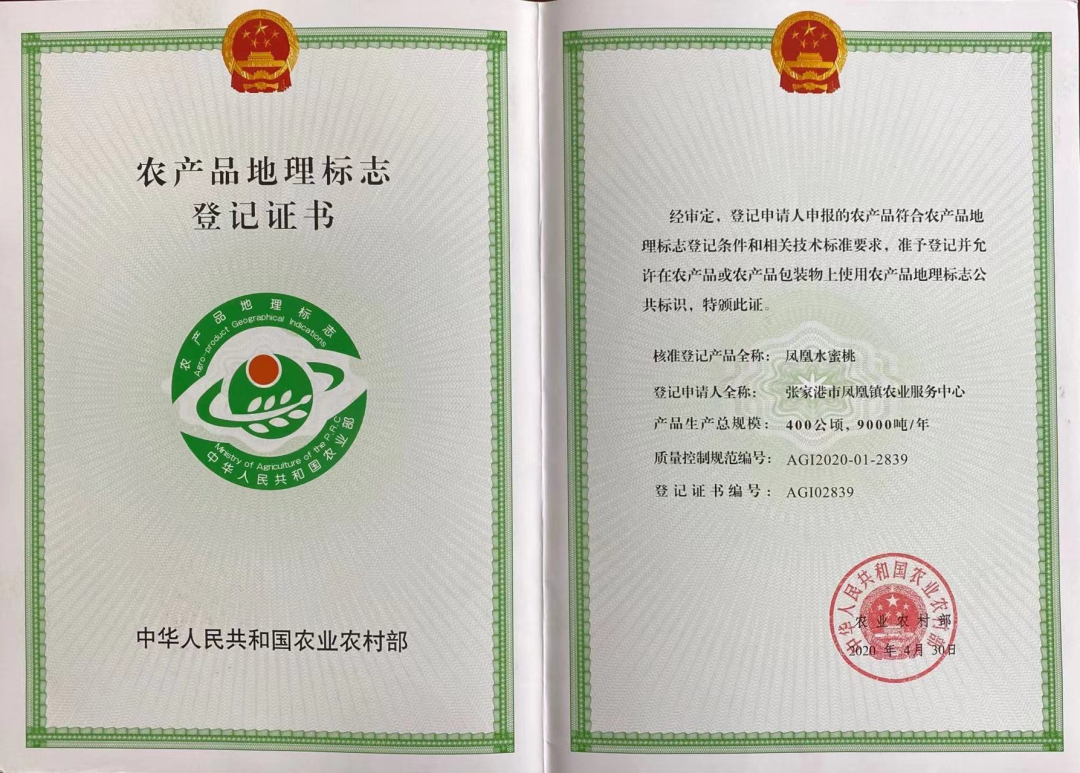 农产品地理标志
登记证书
农产品地理标志
Agro-product Geographical Indications
Ministry of Agriculture of the P.R.C
中华人民共和国农业部
中华人民共和国农业农村部
经审定，登记申请人申报的农产品符合农产品地
理标志登记条件和相关技术标准要求，准予登记并允
许在农产品或农产品包装物上使用农产品地理标志公
共标识，特颁此证。
核准登记产品全称：凤凰水蜜桃
登记申请人全称：张家港市凤凰镇农业服务中心
产品生产总规模：400公顷，9000吨/年
质量控制规范编号：AGI2020-01-2839
登记证书编号：AGI02839
中华人民共和国农业农村部
农业农村部
2020 年 4月 30日